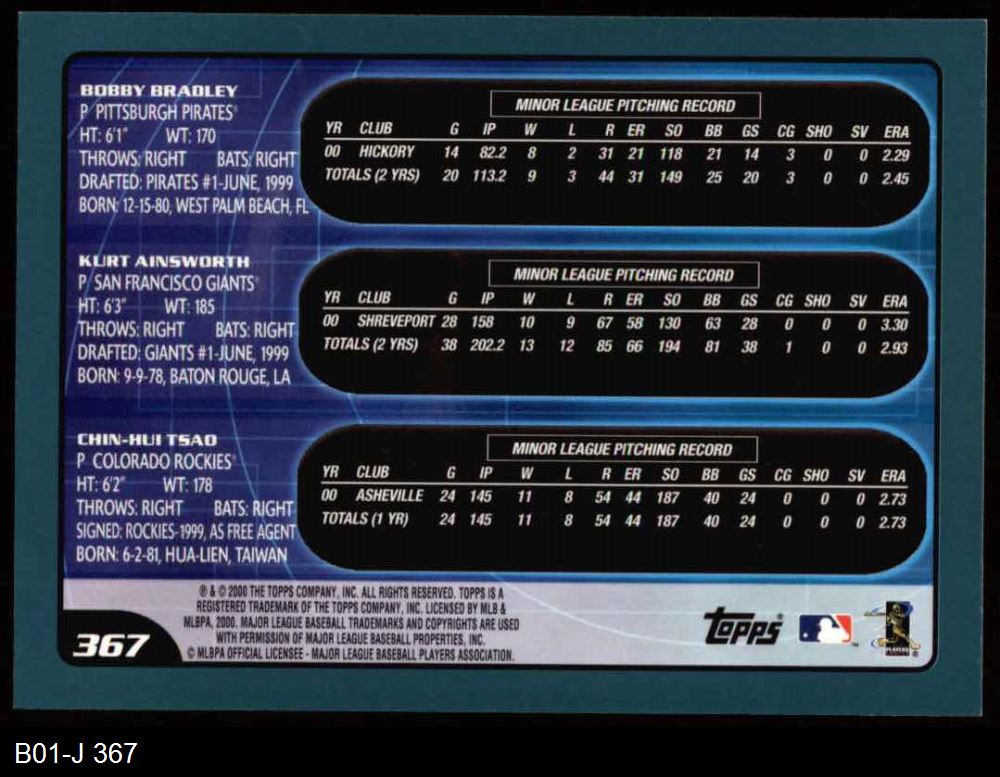 BOBBY BRADLEY
P PITTSBURGH PIRATES
HT: 6'1" WT: 170
THROWS: RIGHT BATS: RIGHT
DRAFTED: PIRATES #1-JUNE, 1999
BORN: 12-15-80, WEST PALM BEACH, FL
MINOR LEAGUE PITCHING RECORD
YR CLUB G IP W L R ER SO BB GS CG SHO SV ERA
00 HICKORY 14 82.2 8 2 31 21 118 21 14 3 0 0 2.29
TOTALS (2 YRS) 20 113.2 9 3 44 31 149 25 20 3 0 0 2.45
KURT AINSWORTH
P SAN FRANCISCO GIANTS
HT: 6'3" WT: 185
THROWS: RIGHT BATS: RIGHT
DRAFTED: GIANTS #1-JUNE, 1999
BORN: 9-9-78, BATON ROUGE, LA
MINOR LEAGUE PITCHING RECORD
YR CLUB G IP W L R ER SO BB GS CG SHO SV ERA
00 SHREVEPORT 28 158 10 9 67 58 130 63 28 0 0 0 3.30
TOTALS (2 YRS) 38 202.2 13 12 85 66 194 81 38 1 0 0 2.93
CHIN-HUI TSAO
P COLORADO ROCKIES
HT: 6'2" WT: 178
THROWS: RIGHT BATS: RIGHT
SIGNED: ROCKIES-1999, AS FREE AGENT
BORN: 6-2-81, HUA-LIEN, TAIWAN
MINOR LEAGUE PITCHING RECORD
YR CLUB G IP W L R ER SO BB GS CG SHO SV ERA
00 ASHEVILLE 24 145 11 8 54 44 187 40 24 0 0 0 2.73
TOTALS (1 YR) 24 145 11 8 54 44 187 40 24 0 0 0 2.73
® & © 2000 THE TOPPS COMPANY, INC. ALL RIGHTS RESERVED. TOPPS IS A
REGISTERED TRADEMARK OF THE TOPPS COMPANY, INC. LICENSED BY MLB &
MLBPA, 2000. MAJOR LEAGUE BASEBALL TRADEMARKS AND COPYRIGHTS ARE USED
WITH PERMISSION OF MAJOR LEAGUE BASEBALL PROPERTIES, INC.
© MLBPA OFFICIAL LICENSEE - MAJOR LEAGUE BASEBALL PLAYERS ASSOCIATION.
367
Topps
PLAYERS
B01-J 367